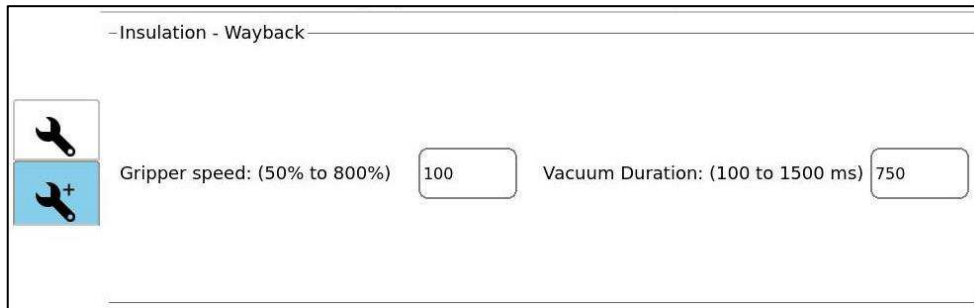 Insulation - Wayback
Gripper speed: (50% to 800%) 100 Vacuum Duration: (100 to 1500 ms) 750